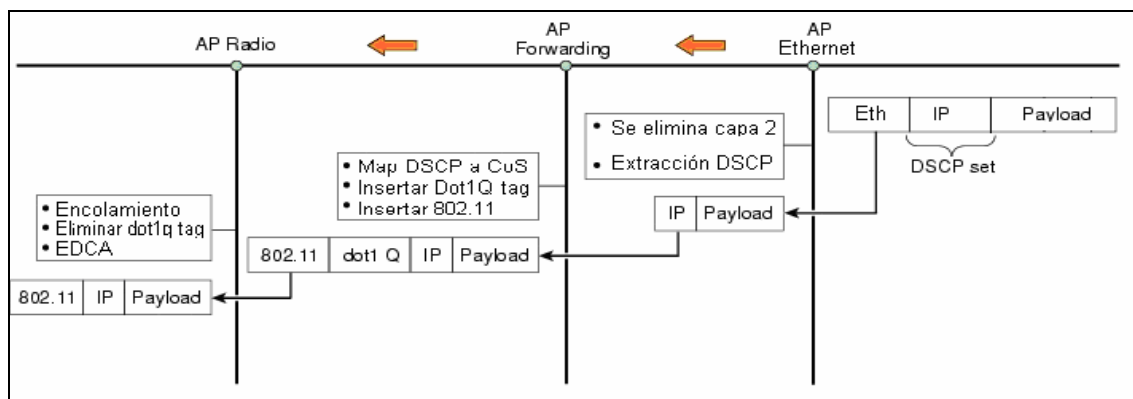 AP Radio
AP
Forwarding
AP
Ethernet
Eth IP Payload
DSCP set
• Se elimina capa 2
• Extracción DSCP
• Map DSCP a CuS
• Insertar Dot1Q tag
• Insertar 802.11
IP Payload
• Encolamiento
• Eliminar dot1q tag
• EDCA
802.11 dot1 Q IP Payload
802.11 IP Payload